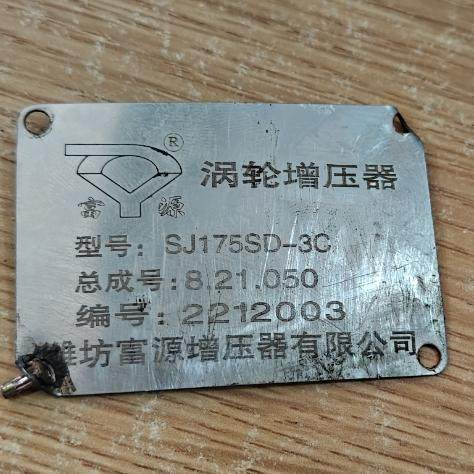 ® 涡轮增压器
富 源
型号: SJ175SD-3C
总成号: 8.21.050
编号: 2212003
潍坊富源增压器有限公司